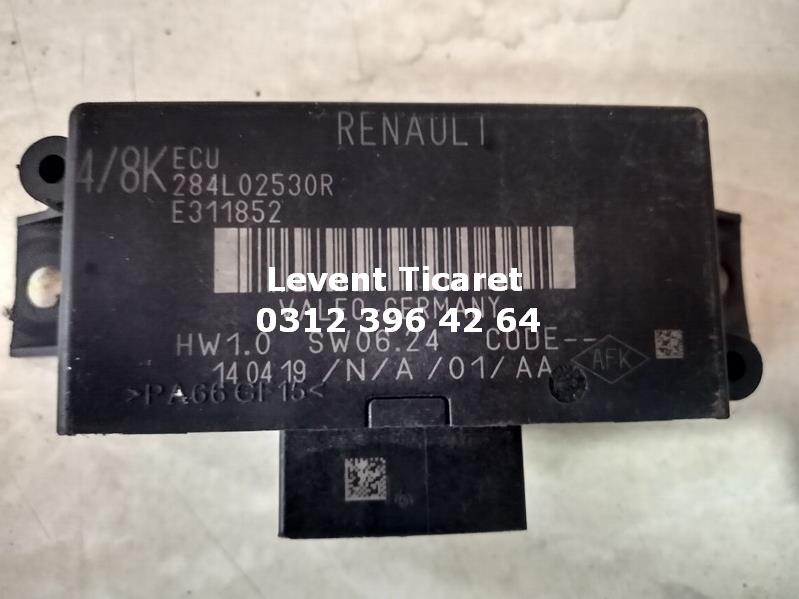 RENAULT
4/8K ECU
284L02530R
E311852
Levent Ticaret
VALEO GERMANY
0312 396 42 64
HW1.0 SW06.24 CODE--
AFK
14 04 19 /N/A /01/AA
>PA66 GF15<